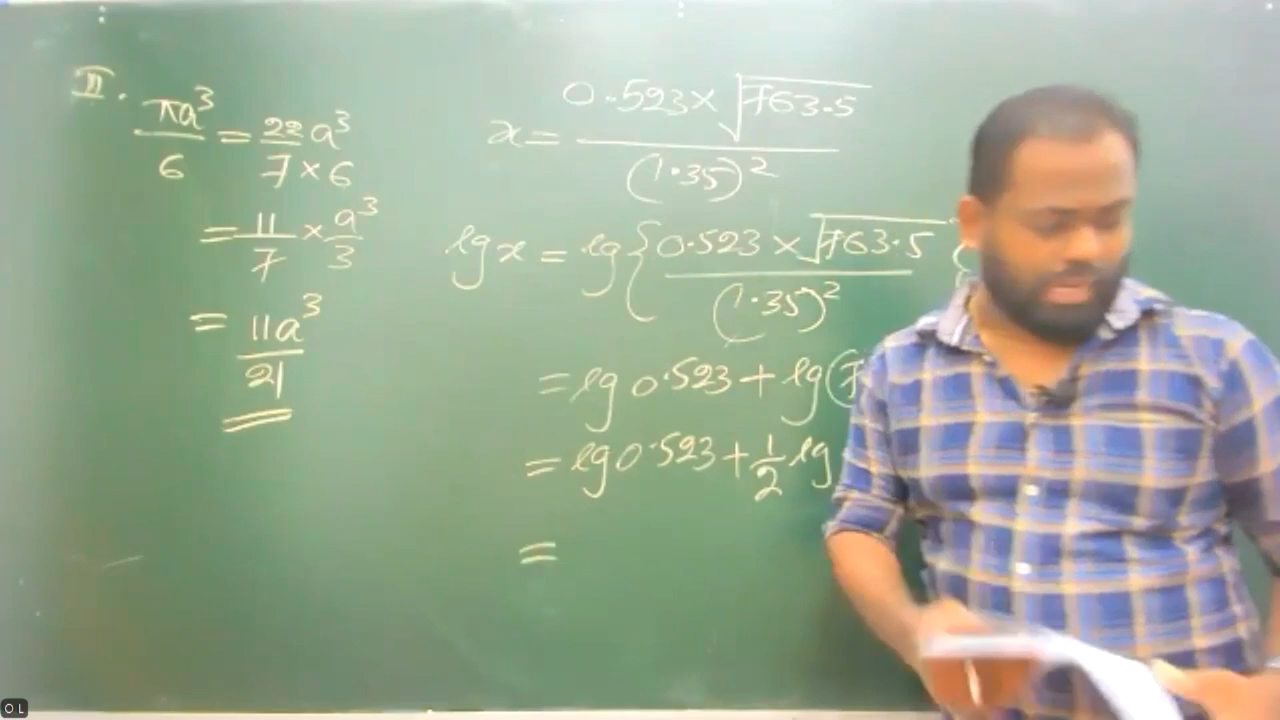 II.
πa³/6 = 22a³/7 × 6
= 11/7 × a³/3
= 11a³/21
x = 0.523 × √763.5/(1.35)²
lg x = lg { 0.523 × √763.5/(1.35)² }
= lg 0.523 + lg (7
= lg 0.523 + 1/2 lg
=
O L